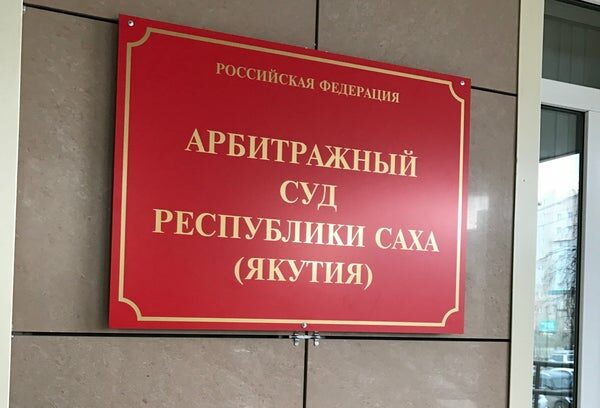 РОССИЙСКАЯ ФЕДЕРАЦИЯ
АРБИТРАЖНЫЙ
СУД
РЕСПУБЛИКИ САХА
(ЯКУТИЯ)